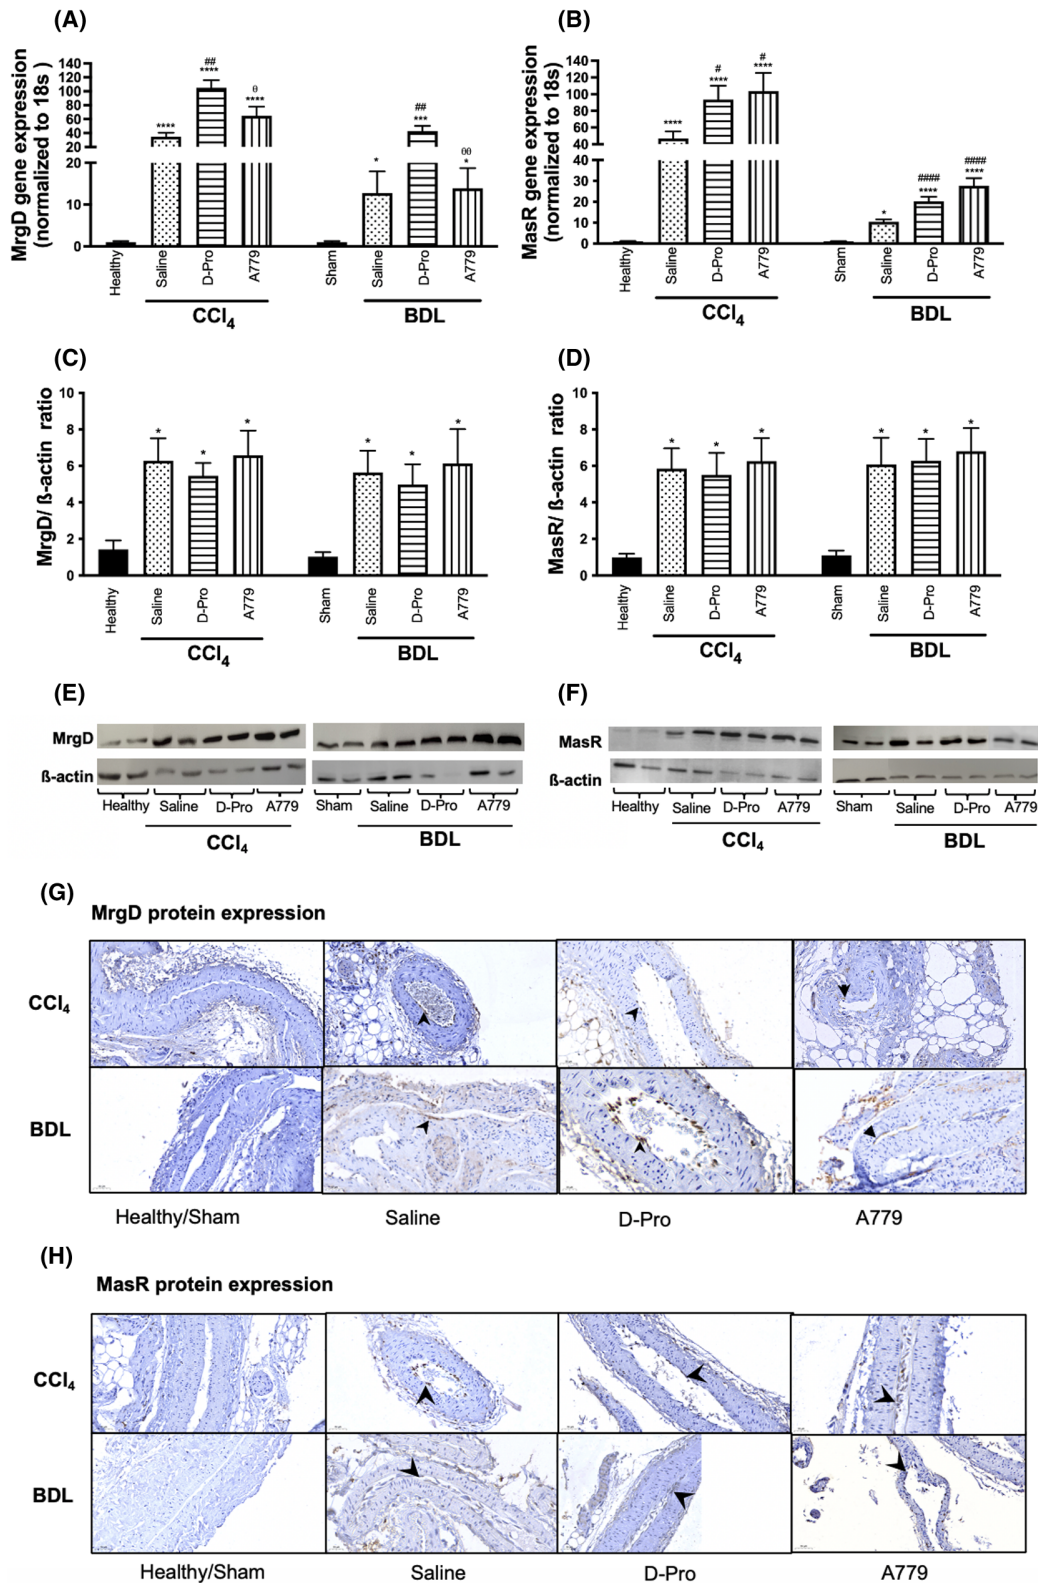 (A)
MrgD gene expression
(normalized to 18s )
140
120
100
80
60
40
20
20
10
0
****
##
****
θ
****
*
##
***
θθ
*
Healthy
Saline
D-Pro
A779
Sham
Saline
D-Pro
A779
CCl4
BDL
(B)
MasR gene expression
(normalized to 18s)
140
120
100
80
60
40
40
30
20
10
0
****
#
****
#
****
*
####
****
####
****
Healthy
Saline
D-Pro
A779
Sham
Saline
D-Pro
A779
CCl4
BDL
(C)
MrgD/ ß-actin ratio
10
8
6
4
2
0
*
*
*
*
*
*
Healthy
Saline
D-Pro
A779
Sham
Saline
D-Pro
A779
CCl4
BDL
(D)
MasR/ ß-actin ratio
10
8
6
4
2
0
*
*
*
*
*
*
Healthy
Saline
D-Pro
A779
Sham
Saline
D-Pro
A779
CCl4
BDL
(E)
MrgD
ß-actin
Healthy Saline D-Pro A779 Sham Saline D-Pro A779
CCl4 BDL
(F)
MasR
ß-actin
Healthy Saline D-Pro A779 Sham Saline D-Pro A779
CCl4 BDL
(G)
MrgD protein expression
CCl4
BDL
Healthy/Sham Saline D-Pro A779
(H)
MasR protein expression
CCl4
BDL
Healthy/Sham Saline D-Pro A779